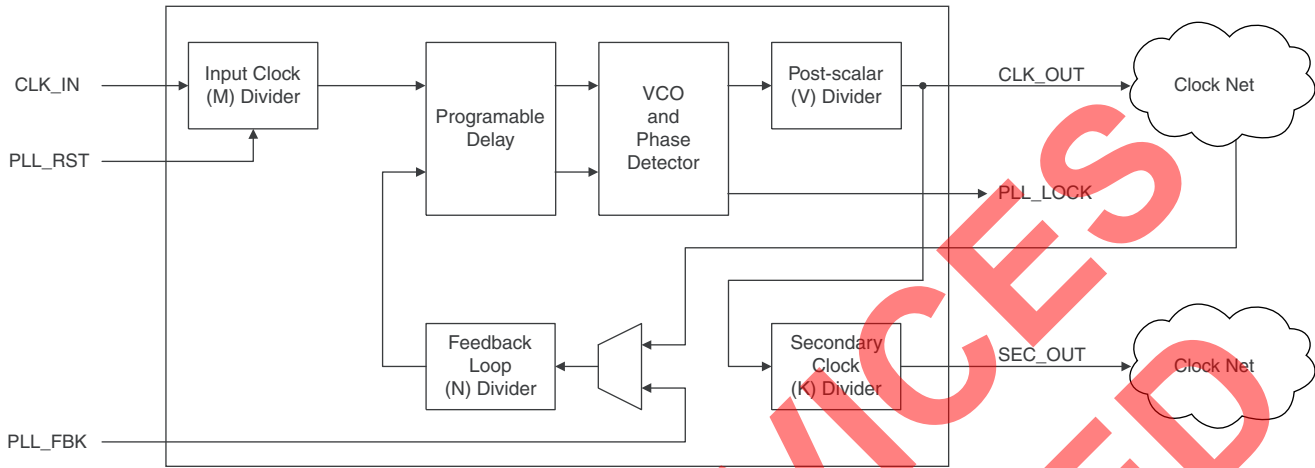 CLK_IN
Input Clock
(M) Divider
PLL_RST
Programable
Delay
VCO
and
Phase
Detector
Post-scalar
(V) Divider
CLK_OUT
Clock Net
PLL_LOCK
Feedback
Loop
(N) Divider
Secondary
Clock
(K) Divider
SEC_OUT
Clock Net
PLL_FBK